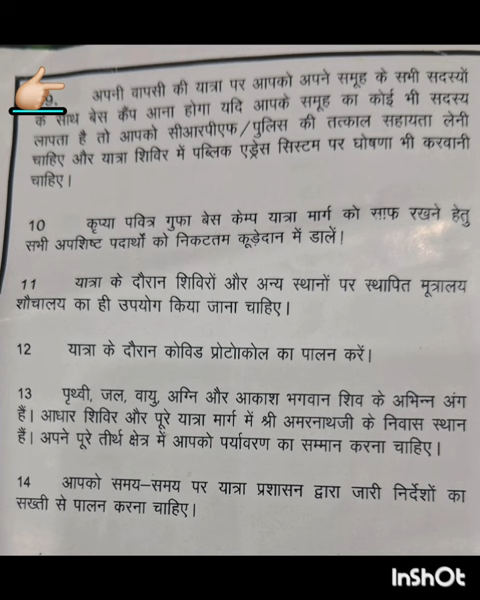 9. अपनी वापसी की यात्रा पर आपको अपने समूह के सभी सदस्यों
के साथ बेस कैंप आना होगा यदि आपके समूह का कोई भी सदस्य
लापता है तो आपको सीआरपीएफ/पुलिस की तत्काल सहायता लेनी
चाहिए और यात्रा शिविर में पब्लिक एड्रेस सिस्टम पर घोषणा भी करवानी
चाहिए।
10 कृप्या पवित्र गुफा बेस केम्प यात्रा मार्ग को साफ़ रखने हेतु
सभी अपशिष्ट पदार्थों को निकटतम कूड़ेदान में डालें!
11 यात्रा के दौरान शिविरों और अन्य स्थानों पर स्थापित मूत्रालय
शौचालय का ही उपयोग किया जाना चाहिए।
12 यात्रा के दौरान कोविड प्रोटोकोल का पालन करें।
13 पृथ्वी, जल, वायु, अग्नि और आकाश भगवान शिव के अभिन्न अंग
हैं। आधार शिविर और पूरे यात्रा मार्ग में श्री अमरनाथजी के निवास स्थान
हैं। अपने पूरे तीर्थ क्षेत्र में आपको पर्यावरण का सम्मान करना चाहिए।
14 आपको समय–समय पर यात्रा प्रशासन द्वारा जारी निर्देशों का
सख्ती से पालन करना चाहिए।
InShOt